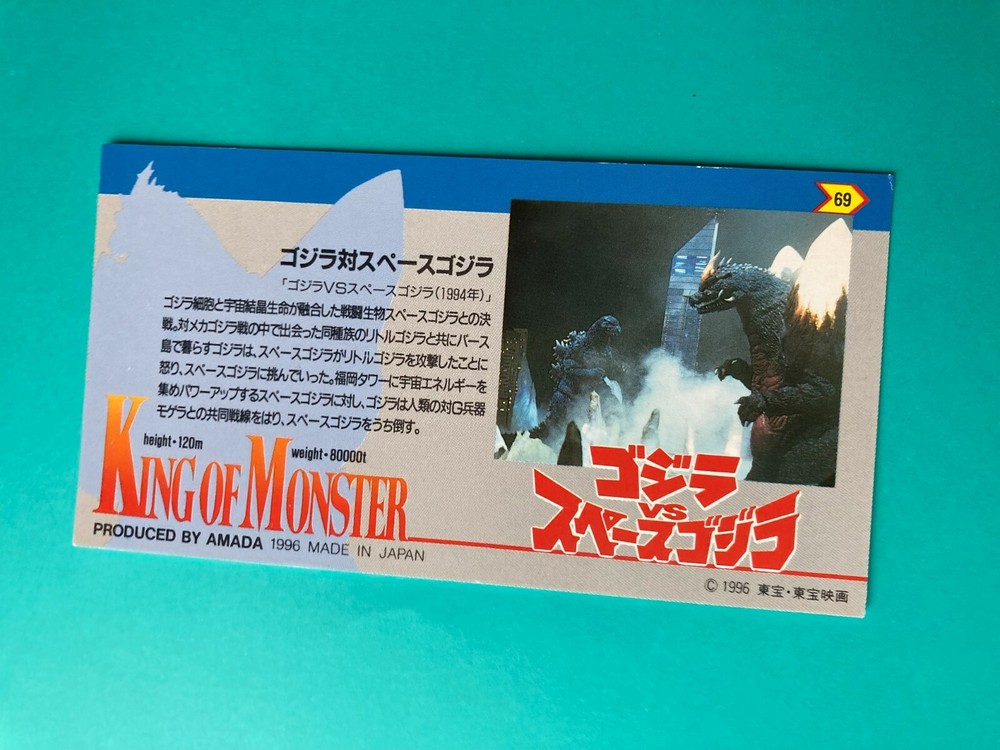 69
ゴジラ対スペースゴジラ
「ゴジラVSスペースゴジラ(1994年)」
ゴジラ細胞と宇宙結晶生命が融合した戦闘生物スペースゴジラとの決
戦。対メカゴジラ戦の中で出会った同種族のリトルゴジラと共にバース
島で暮らすゴジラは、スペースゴジラがリトルゴジラを攻撃したことに
怒り、スペースゴジラに挑んでいった。福岡タワーに宇宙エネルギーを
集めパワーアップするスペースゴジラに対し、ゴジラは人類の対G兵器
モゲラとの共同戦線をはり、スペースゴジラをうち倒す。
height・120m
weight・80000t
KING OF MONSTER
PRODUCED BY AMADA 1996 MADE IN JAPAN
ゴジラ
VS
スペースゴジラ
© 1996 東宝・東宝映画